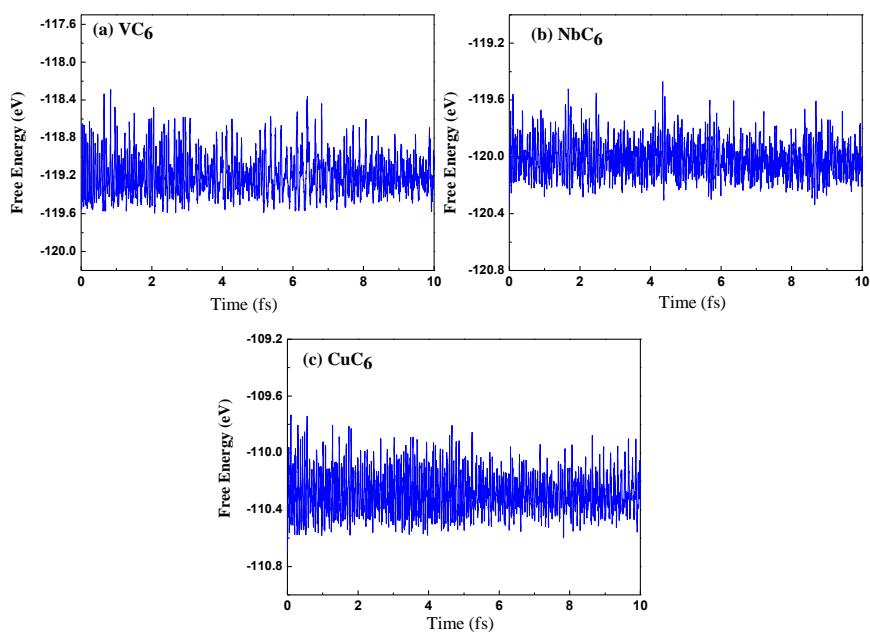 (a) VC6
Free Energy (eV)
-117.6
-118.0
-118.4
-118.8
-119.2
-119.6
-120.0
0 2 4 6 8 10
Time (fs)
(b) NbC6
Free Energy (eV)
-119.2
-119.6
-120.0
-120.4
-120.8
0 2 4 6 8 10
Time (fs)
(c) CuC6
Free Energy (eV)
-109.2
-109.6
-110.0
-110.4
-110.8
0 2 4 6 8 10
Time (fs)